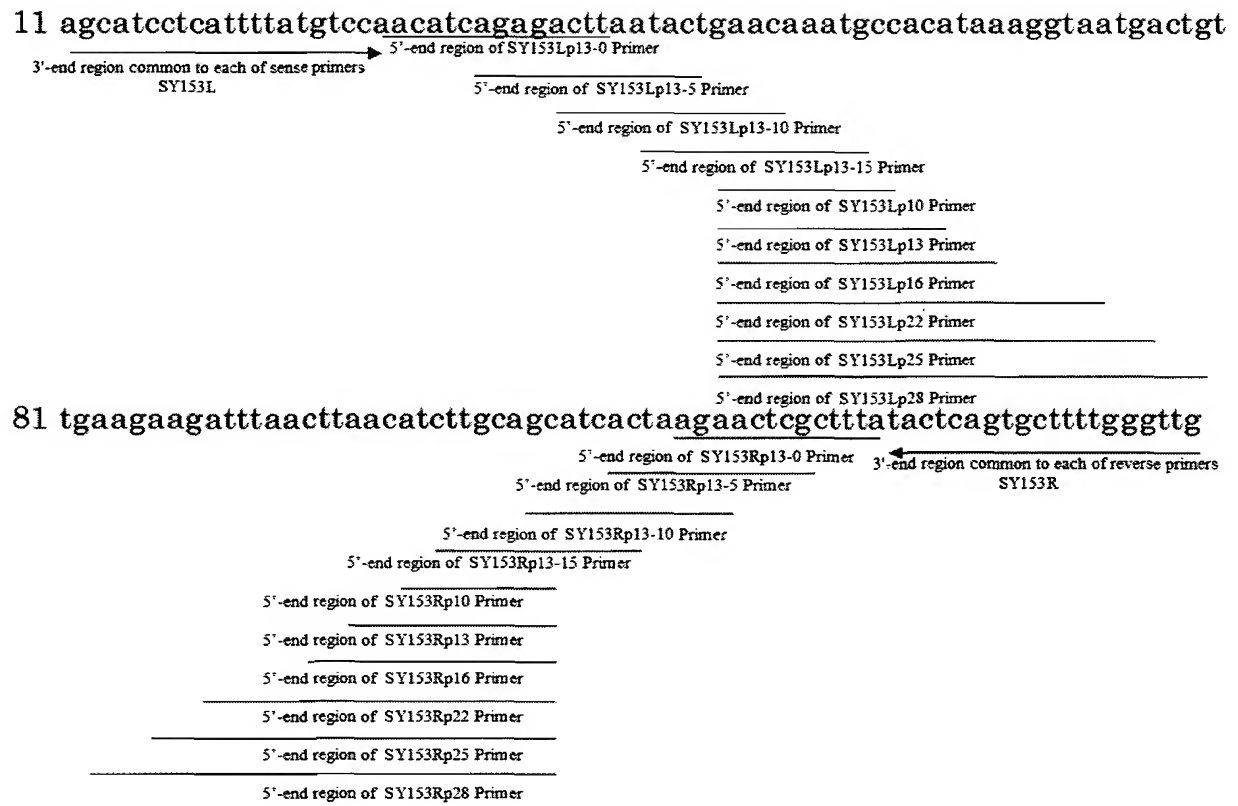 11 agcatcctcattttatgtccaacatcagagacttaatactgaacaaatgccacataaaggtaatgactgt
5'-end region of SY153Lp13-0 Primer
3'-end region common to each of sense primers
SY153L
5'-end region of SY153Lp13-5 Primer
5'-end region of SY153Lp13-10 Primer
5'-end region of SY153Lp13-15 Primer
5'-end region of SY153Lp10 Primer
5'-end region of SY153Lp13 Primer
5'-end region of SY153Lp16 Primer
5'-end region of SY153Lp22 Primer
5'-end region of SY153Lp25 Primer
5'-end region of SY153Lp28 Primer
81 tgaagaagatttaacttaacatcttgcagcatcactaagaactcgctttatactcagtgcttttgggttg
5'-end region of SY153Rp13-0 Primer
3'-end region common to each of reverse primers
SY153R
5'-end region of SY153Rp13-5 Primer
5'-end region of SY153Rp13-10 Primer
5'-end region of SY153Rp13-15 Primer
5'-end region of SY153Rp10 Primer
5'-end region of SY153Rp13 Primer
5'-end region of SY153Rp16 Primer
5'-end region of SY153Rp22 Primer
5'-end region of SY153Rp25 Primer
5'-end region of SY153Rp28 Primer